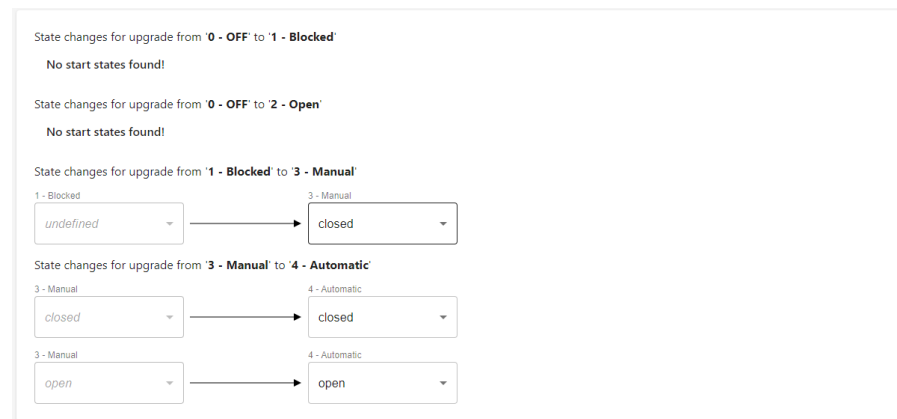 State changes for upgrade from '0 - OFF' to '1 - Blocked'
No start states found!
State changes for upgrade from '0 - OFF' to '2 - Open'
No start states found!
State changes for upgrade from '1 - Blocked' to '3 - Manual'
1 - Blocked 3 - Manual
undefined closed
State changes for upgrade from '3 - Manual' to '4 - Automatic'
3 - Manual 4 - Automatic
closed closed
3 - Manual 4 - Automatic
open open